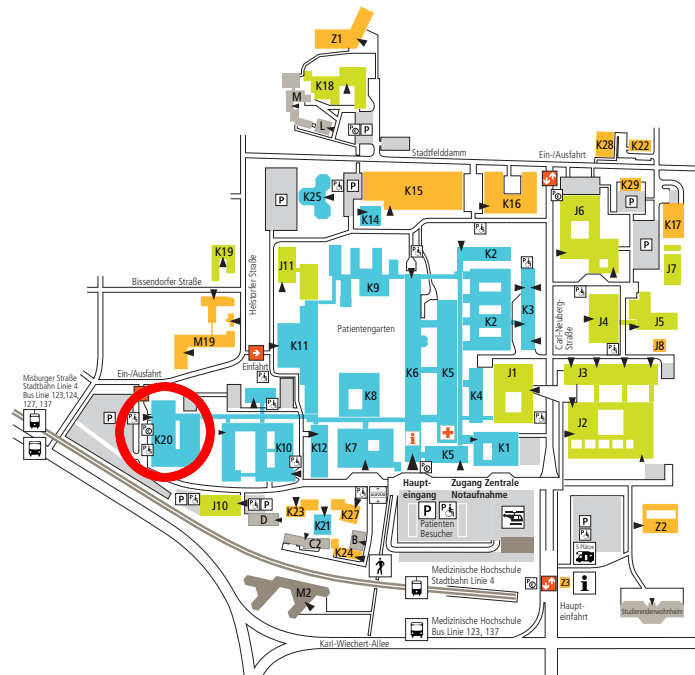 Z1
K18
M
L
P
Stadtfelddamm
Ein-/Ausfahrt
K28
K22
K25
P
P
K15
K16
K29
P
K14
J6
K17
K19
J11
K2
Bissendorfer Straße
Helstorfer Straße
K9
J7
K3
Patientengarten
K2
Carl-Neuberg-
Straße
J4
J5
M19
K11
K6
K5
J8
Einfahrt
Ein-/Ausfahrt
J3
Misburger Straße
Stadtbahn Linie 4
Bus Linie 123,124,
127, 137
K8
J1
K4
J2
P
K20
K10
K12
K7
K5
K1
i
Haupt-
eingang
Zugang Zentrale
Notaufnahme
P
J10
P
D
K23
K21
K27
P
Patienten
Besucher
Z2
P
C2
B
K24
5 Plätze
Medizinische Hochschule
Stadtbahn Linie 4
Z3
i
M2
Haupt-
einfahrt
Studierendenwohnheim
Medizinische Hochschule
Bus Linie 123, 137
Karl-Wiechert-Allee